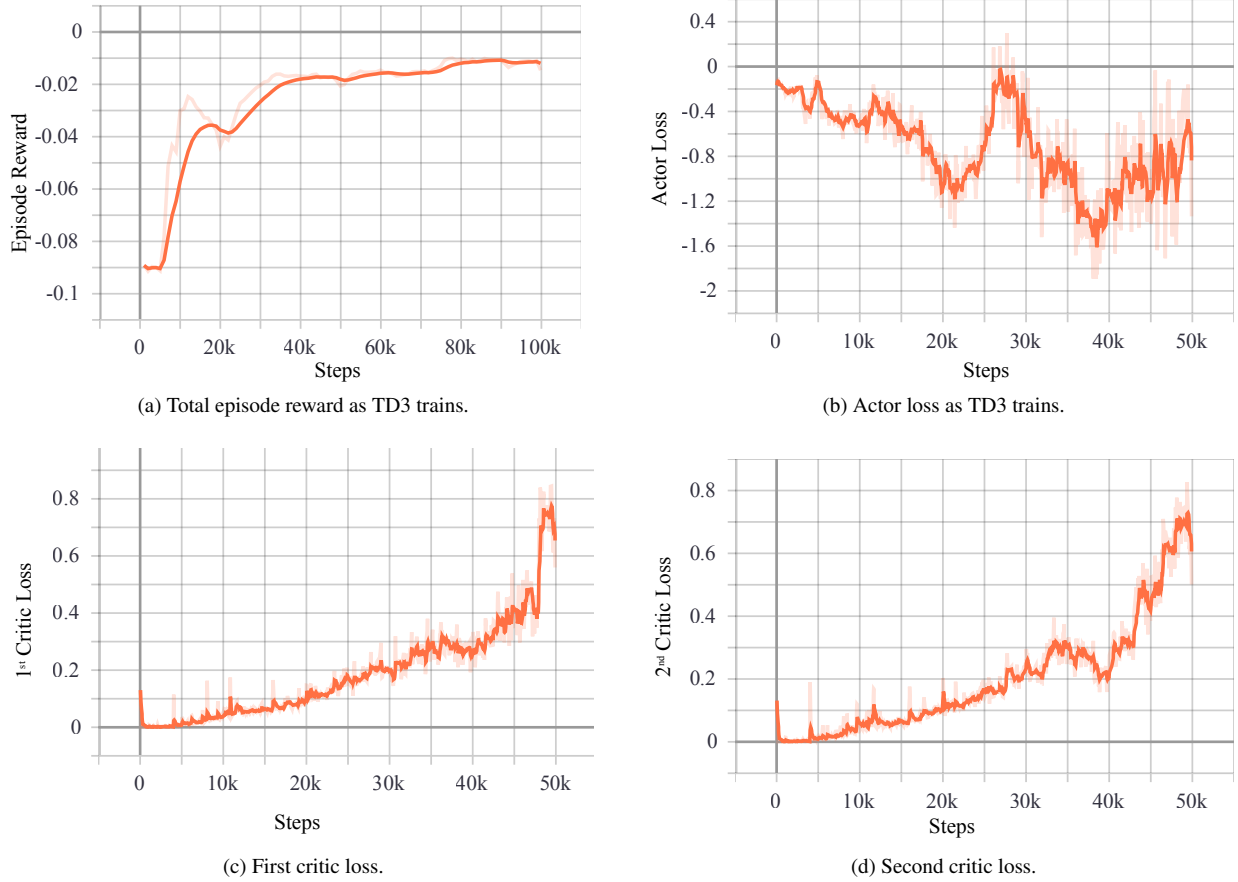 0
-0.02
-0.04
-0.06
-0.08
-0.1
Episode Reward
0 20k 40k 60k 80k 100k
Steps
(a) Total episode reward as TD3 trains.
0.4
0
-0.4
-0.8
-1.2
-1.6
-2
Actor Loss
0 10k 20k 30k 40k 50k
Steps
(b) Actor loss as TD3 trains.
0.8
0.6
0.4
0.2
0
1st Critic Loss
0 10k 20k 30k 40k 50k
Steps
(c) First critic loss.
0.8
0.6
0.4
0.2
0
2nd Critic Loss
0 10k 20k 30k 40k 50k
Steps
(d) Second critic loss.